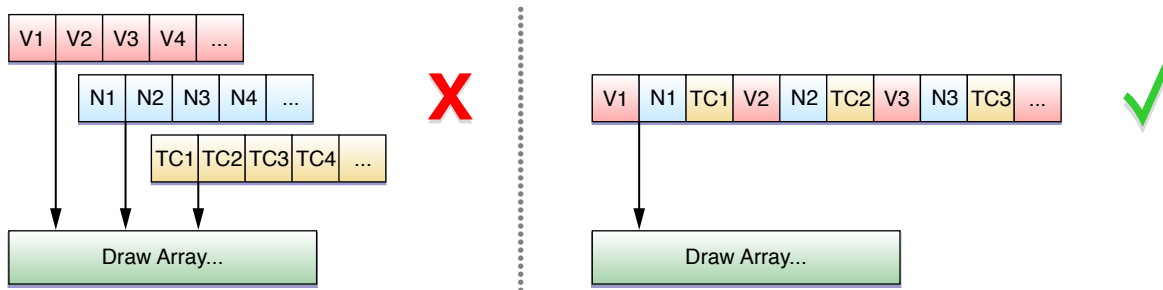 V1 V2 V3 V4 ...
N1 N2 N3 N4 ...
TC1 TC2 TC3 TC4 ...
Draw Array...
X
V1 N1 TC1 V2 N2 TC2 V3 N3 TC3 ...
Draw Array...